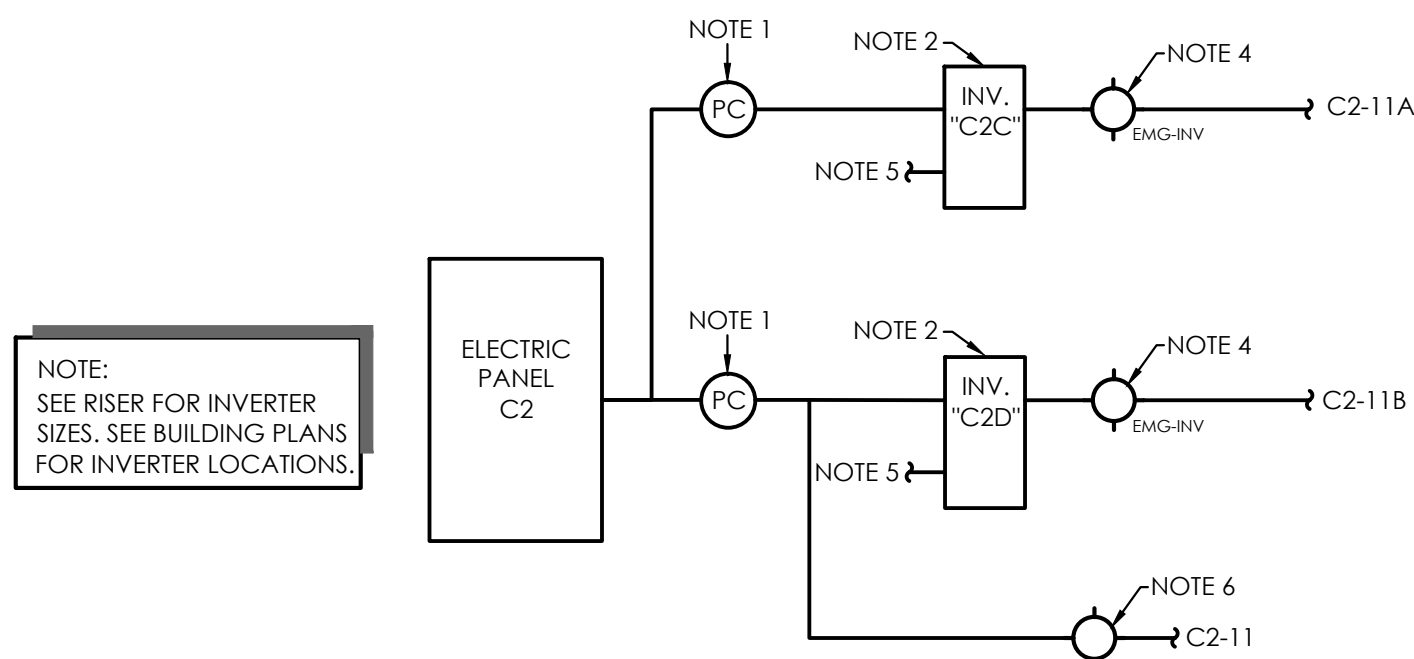 NOTE 1
NOTE 2
NOTE 4
PC
INV.
"C2C"
C2-11A
EMG-INV
NOTE 5
ELECTRIC
PANEL
C2
NOTE:
SEE RISER FOR INVERTER
SIZES. SEE BUILDING PLANS
FOR INVERTER LOCATIONS.
NOTE 1
NOTE 2
NOTE 4
PC
INV.
"C2D"
C2-11B
EMG-INV
NOTE 5
NOTE 6
C2-11